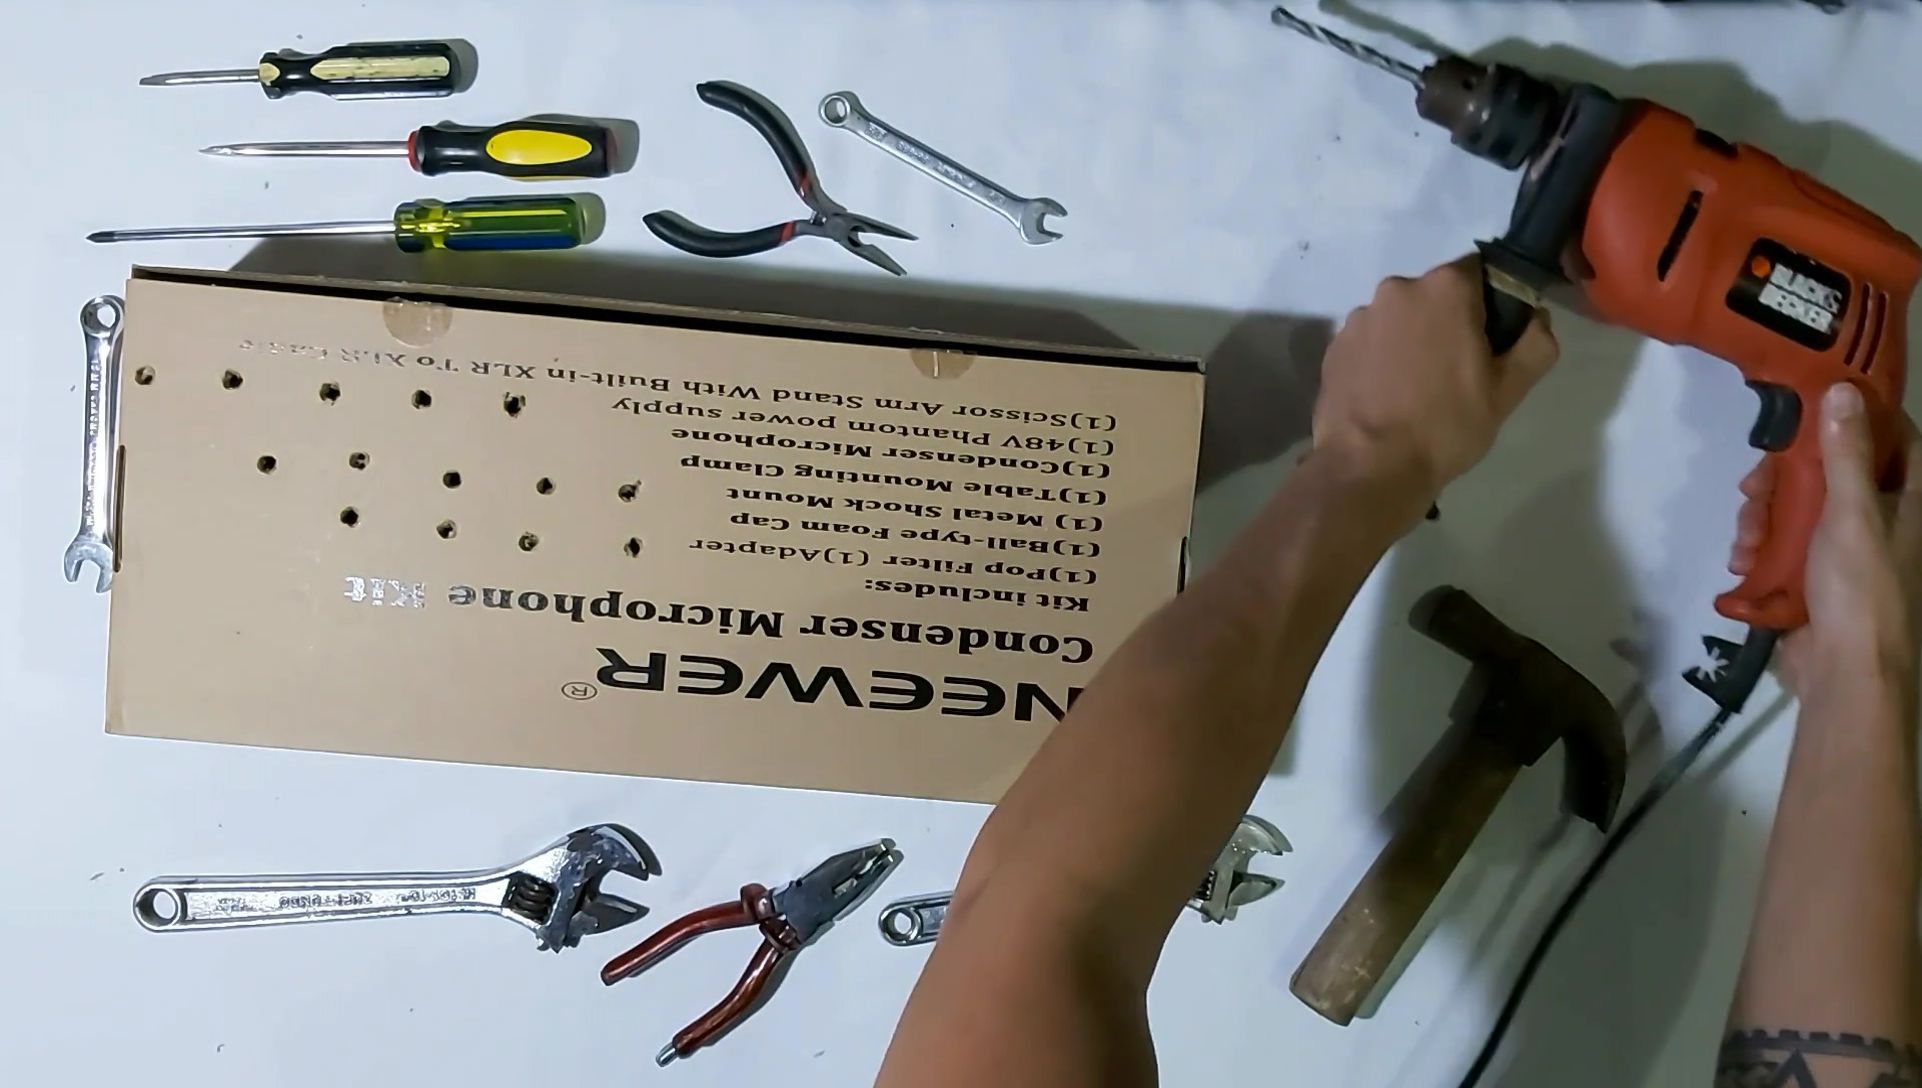 NEEWER®
Condenser Microphone Kit
Kit includes:
(1)Pop Filter (1)Adapter
(1)Ball-type Foam Cap
(1) Metal Shock Mount
(1)Table Mounting Clamp
(1)Condenser Microphone
(1)48V Phantom power supply
(1)Scissor Arm Stand With Built-in XLR To XLR Cable
BLACK&
DECKER